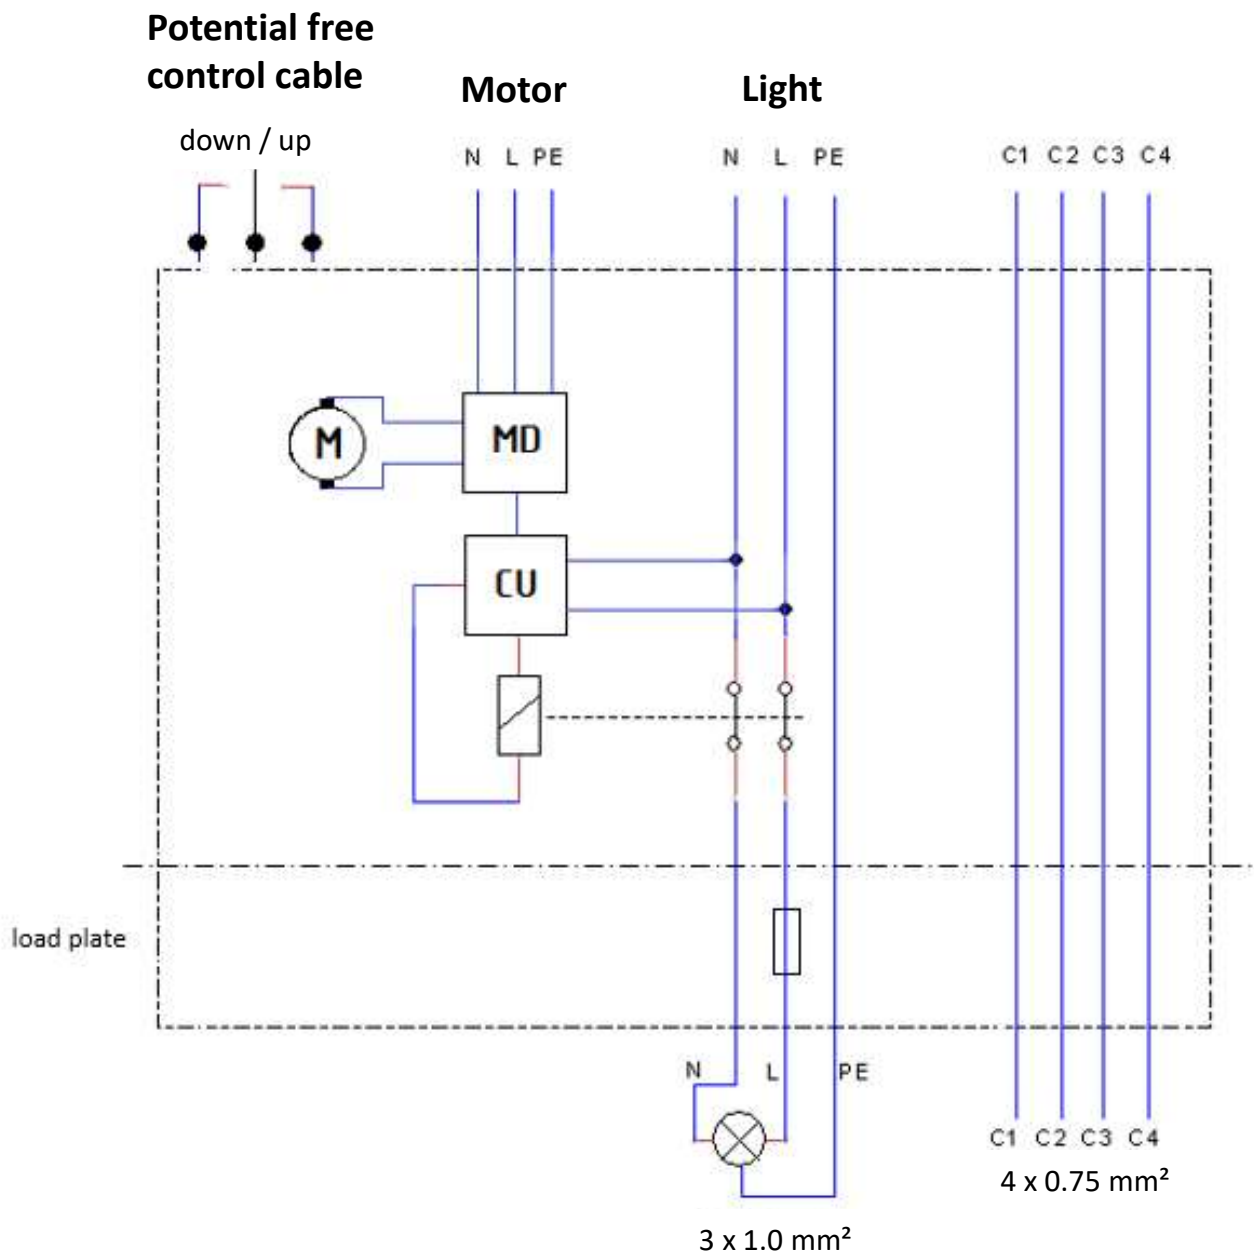 Potential free
control cable
Motor
Light
down / up
N L PE
N L PE
C1 C2 C3 C4
M
MD
CU
load plate
N L PE
C1 C2 C3 C4
4 x 0.75 mm²
3 x 1.0 mm²